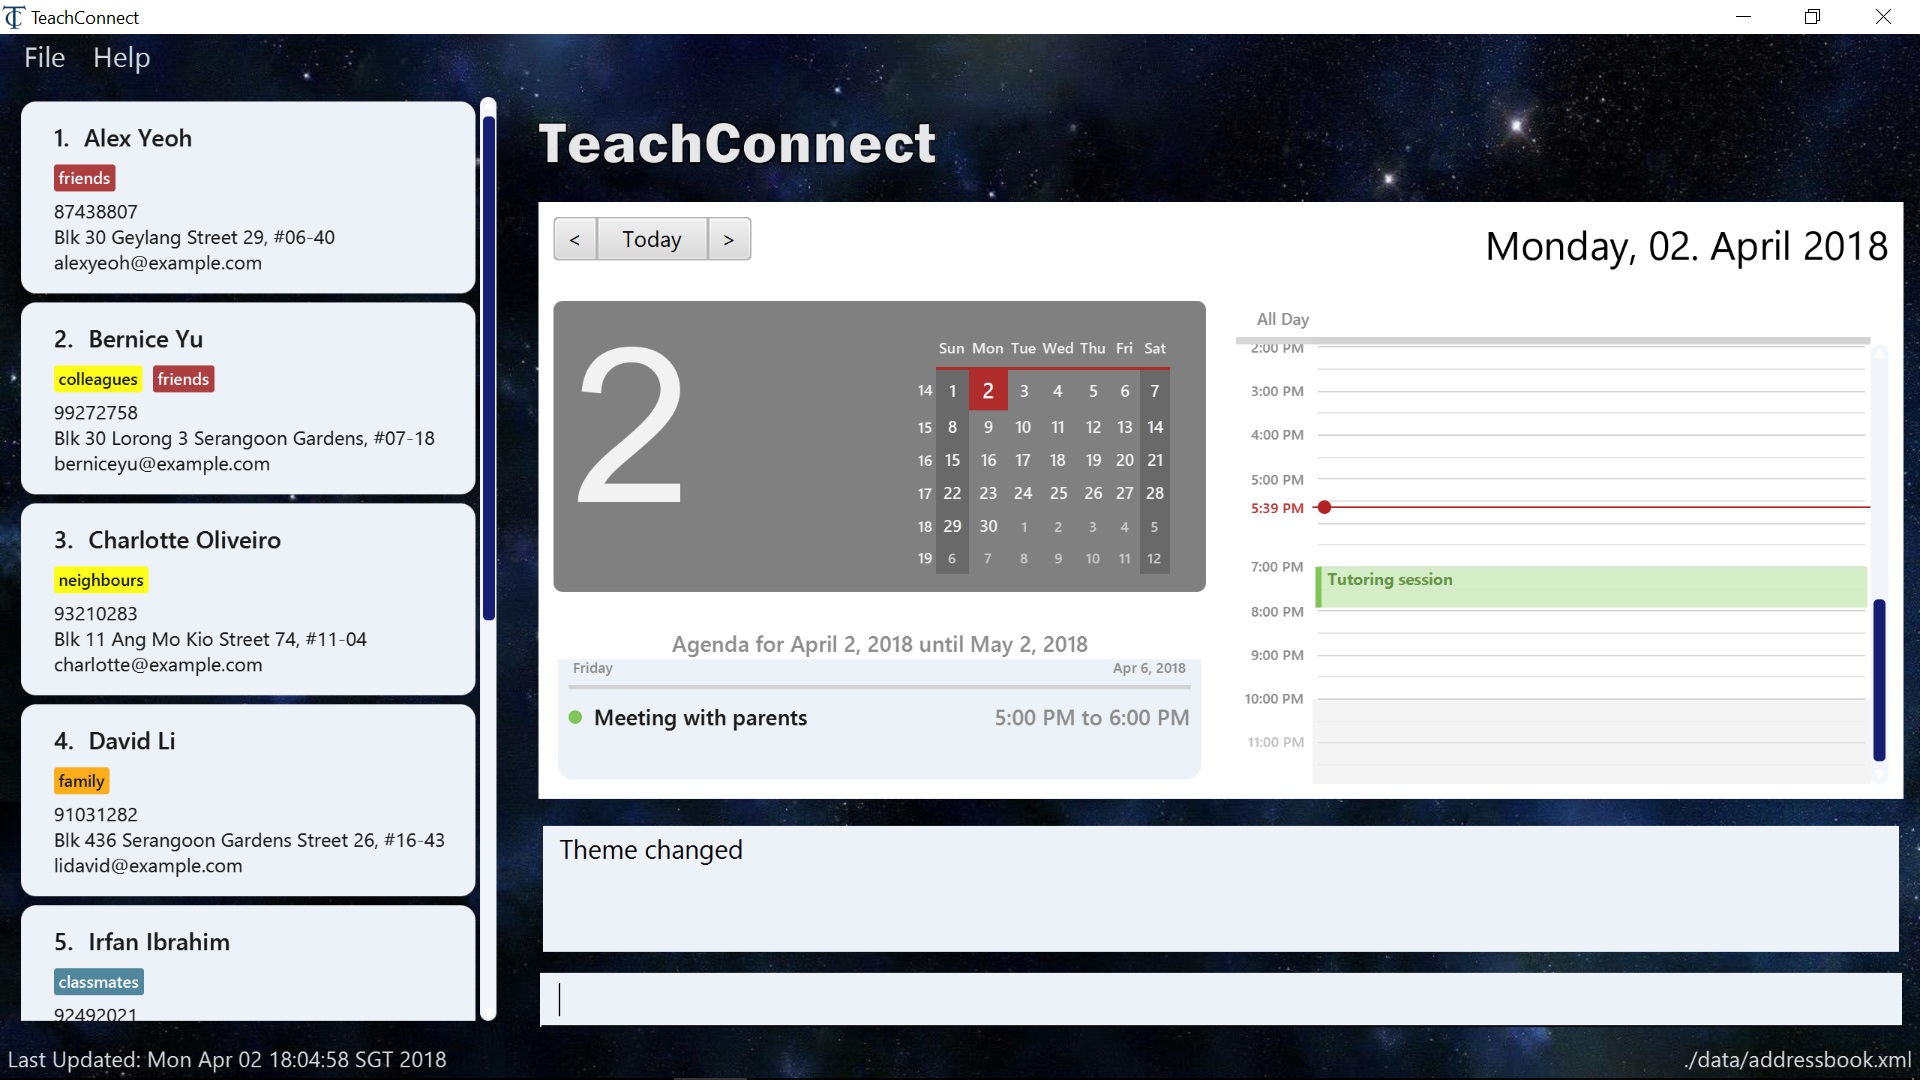 TeachConnect
File Help
1. Alex Yeoh
friends
87438807
Blk 30 Geylang Street 29, #06-40
alexyeoh@example.com
2. Bernice Yu
colleagues friends
99272758
Blk 30 Lorong 3 Serangoon Gardens, #07-18
berniceyu@example.com
3. Charlotte Oliveiro
neighbours
93210283
Blk 11 Ang Mo Kio Street 74, #11-04
charlotte@example.com
4. David Li
family
91031282
Blk 436 Serangoon Gardens Street 26, #16-43
lidavid@example.com
5. Irfan Ibrahim
classmates
92492021
TeachConnect
< Today >
Monday, 02. April 2018
2
Sun Mon Tue Wed Thu Fri Sat
14 1 2 3 4 5 6 7
15 8 9 10 11 12 13 14
16 15 16 17 18 19 20 21
17 22 23 24 25 26 27 28
18 29 30 1 2 3 4 5
19 6 7 8 9 10 11 12
Agenda for April 2, 2018 until May 2, 2018
Friday Apr 6, 2018
Meeting with parents 5:00 PM to 6:00 PM
All Day
2:00 PM
3:00 PM
4:00 PM
5:00 PM
5:39 PM
7:00 PM
Tutoring session
8:00 PM
9:00 PM
10:00 PM
11:00 PM
Theme changed
Last Updated: Mon Apr 02 18:04:58 SGT 2018
./data/addressbook.xml